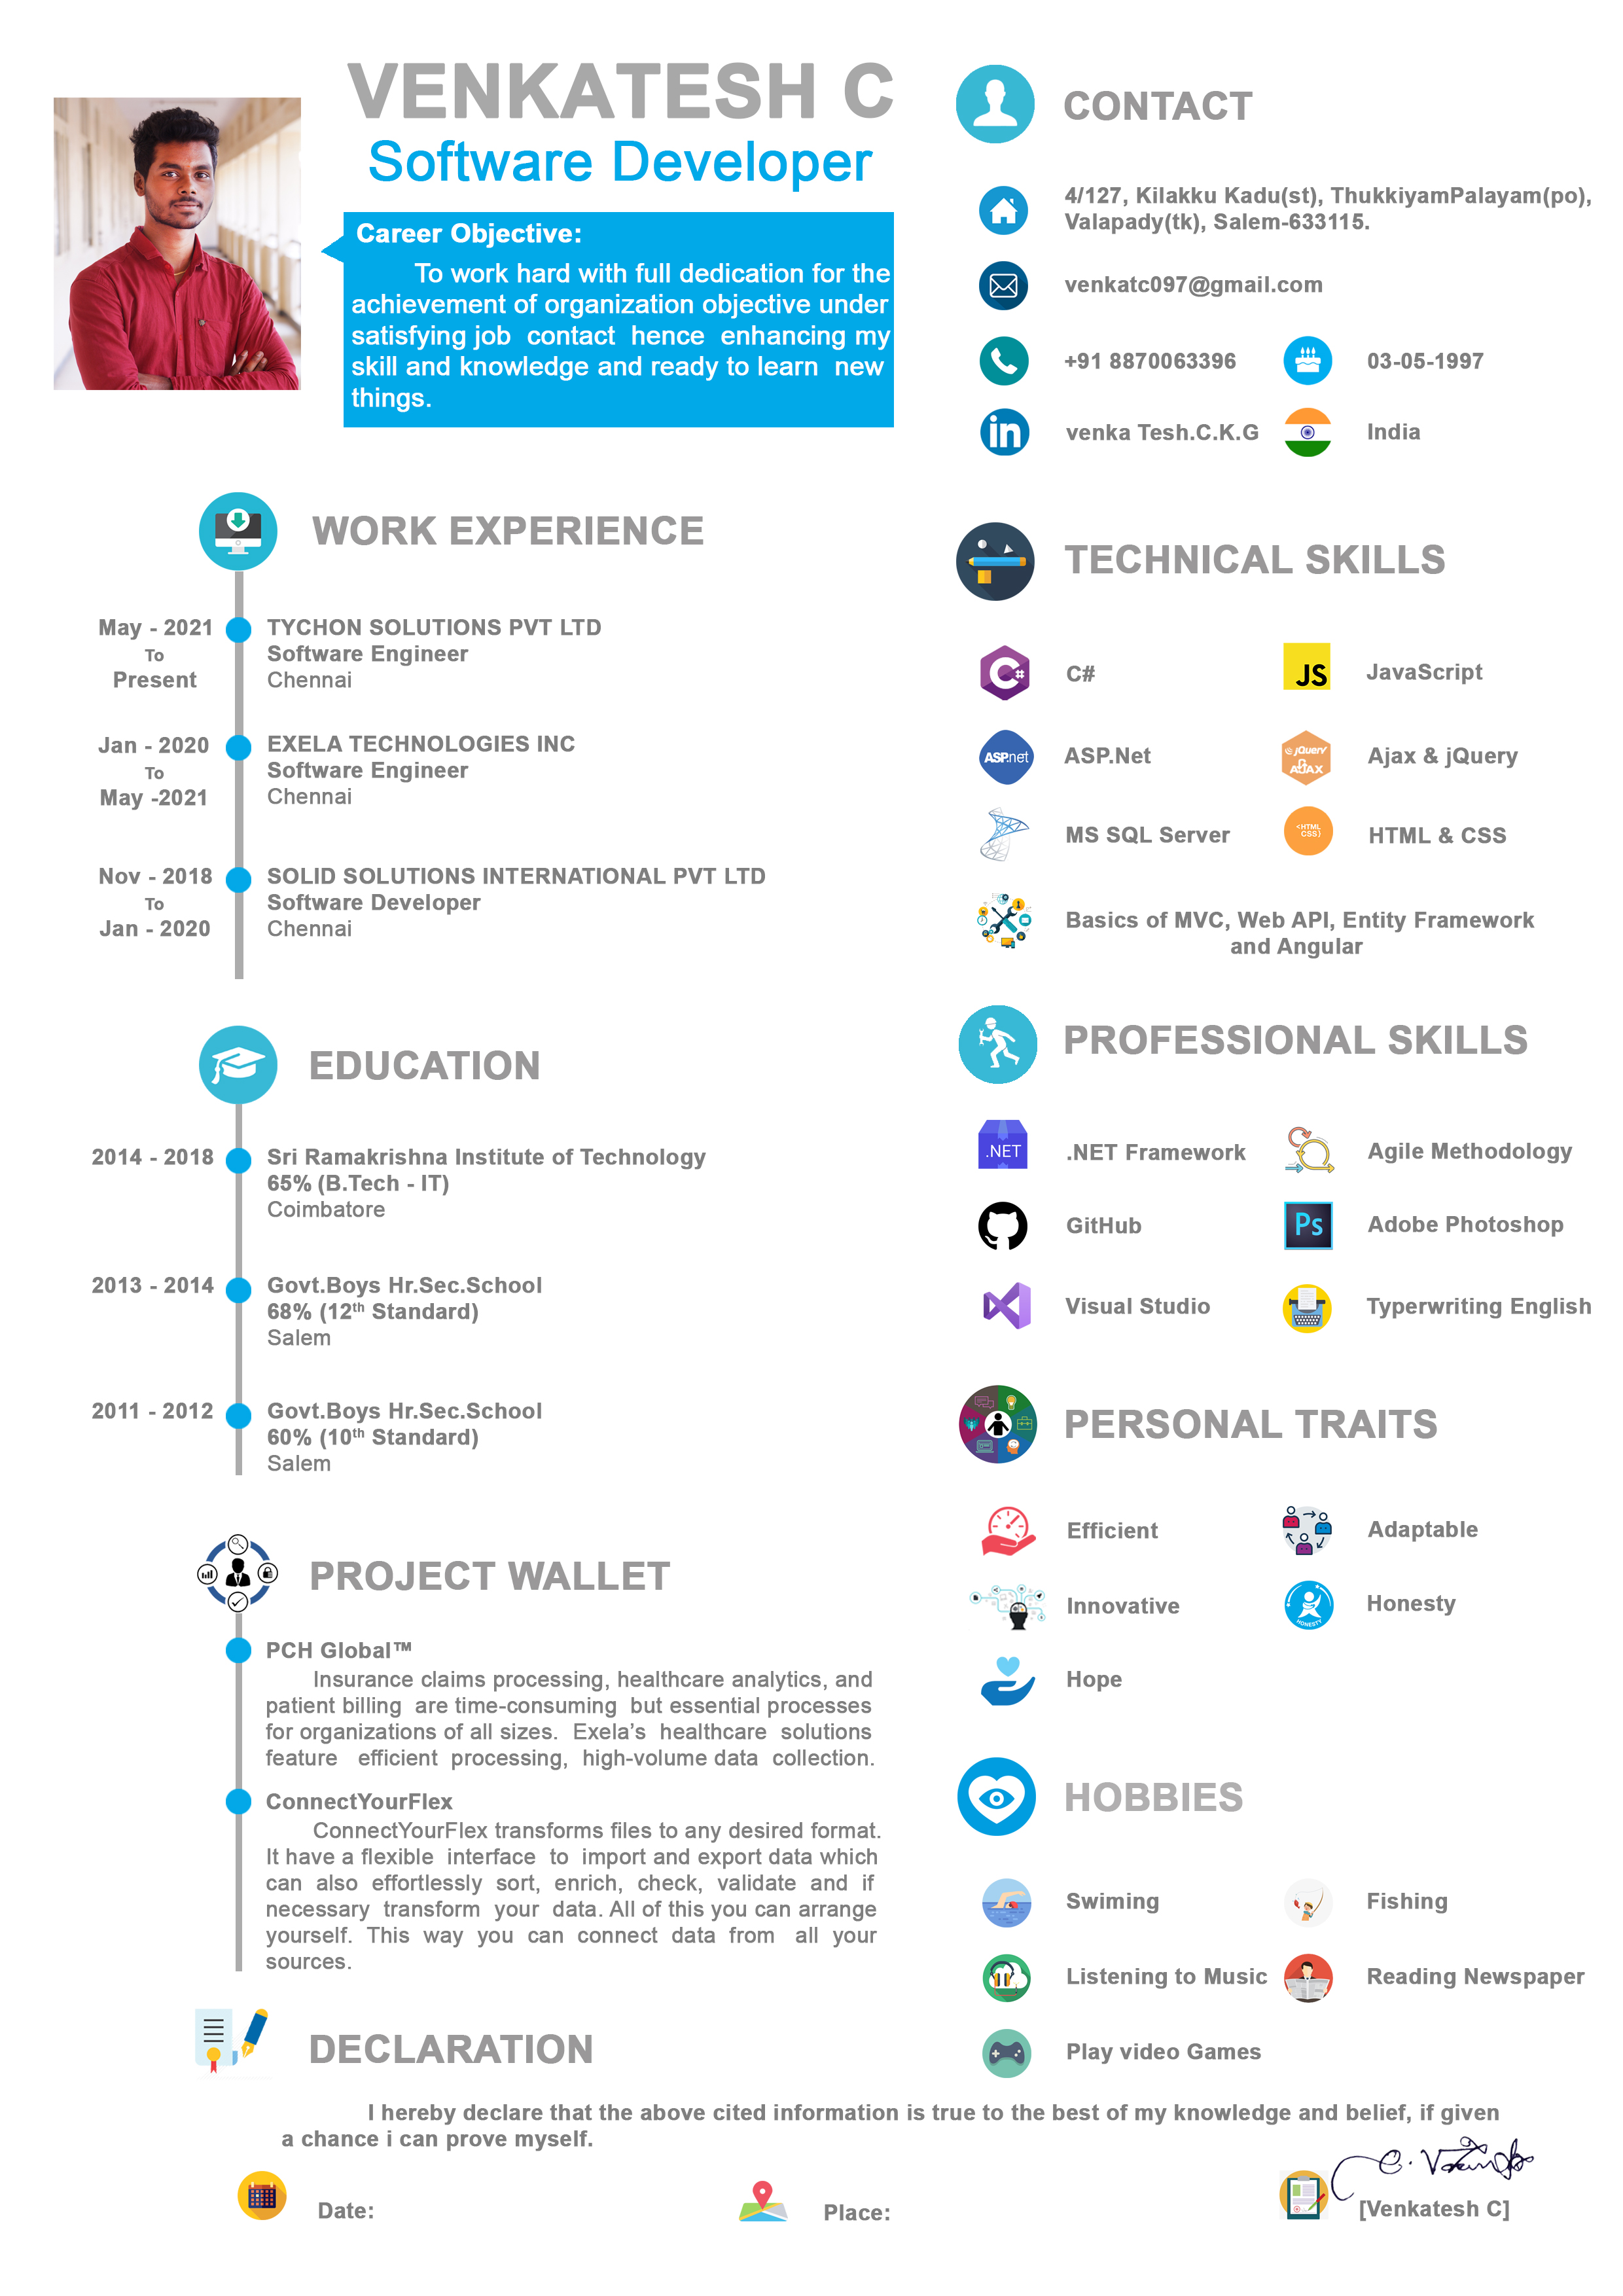 VENKATESH C
Software Developer
Career Objective:
To work hard with full dedication for the
achievement of organization objective under
satisfying job contact hence enhancing my
skill and knowledge and ready to learn new
things.
CONTACT
4/127, Kilakku Kadu(st), ThukkiyamPalayam(po),
Valapady(tk), Salem-633115.
venkatc097@gmail.com
+91 8870063396
03-05-1997
in
venka Tesh.C.K.G
India
WORK EXPERIENCE
May - 2021
To
Present
TYCHON SOLUTIONS PVT LTD
Software Engineer
Chennai
Jan - 2020
To
May -2021
EXELA TECHNOLOGIES INC
Software Engineer
Chennai
Nov - 2018
To
Jan - 2020
SOLID SOLUTIONS INTERNATIONAL PVT LTD
Software Developer
Chennai
EDUCATION
2014 - 2018
Sri Ramakrishna Institute of Technology
65% (B.Tech - IT)
Coimbatore
2013 - 2014
Govt.Boys Hr.Sec.School
68% (12th Standard)
Salem
2011 - 2012
Govt.Boys Hr.Sec.School
60% (10th Standard)
Salem
PROJECT WALLET
PCH Global™
Insurance claims processing, healthcare analytics, and
patient billing are time-consuming but essential processes
for organizations of all sizes. Exela’s healthcare solutions
feature efficient processing, high-volume data collection.
ConnectYourFlex
ConnectYourFlex transforms files to any desired format.
It have a flexible interface to import and export data which
can also effortlessly sort, enrich, check, validate and if
necessary transform your data. All of this you can arrange
yourself. This way you can connect data from all your
sources.
TECHNICAL SKILLS
C#
C#
JS
JavaScript
ASP.net
ASP.Net
jQuery
AJAX
Ajax & jQuery
MS SQL Server
<HTML
CSS}
HTML & CSS
Basics of MVC, Web API, Entity Framework
and Angular
PROFESSIONAL SKILLS
.NET
.NET Framework
Agile Methodology
GitHub
Ps
Adobe Photoshop
Visual Studio
Typerwriting English
PERSONAL TRAITS
Efficient
Adaptable
Innovative
HONESTY
Honesty
Hope
HOBBIES
Swiming
Fishing
Listening to Music
Reading Newspaper
Play video Games
DECLARATION
I hereby declare that the above cited information is true to the best of my knowledge and belief, if given
a chance i can prove myself.
Date:
Place:
[Venkatesh C]